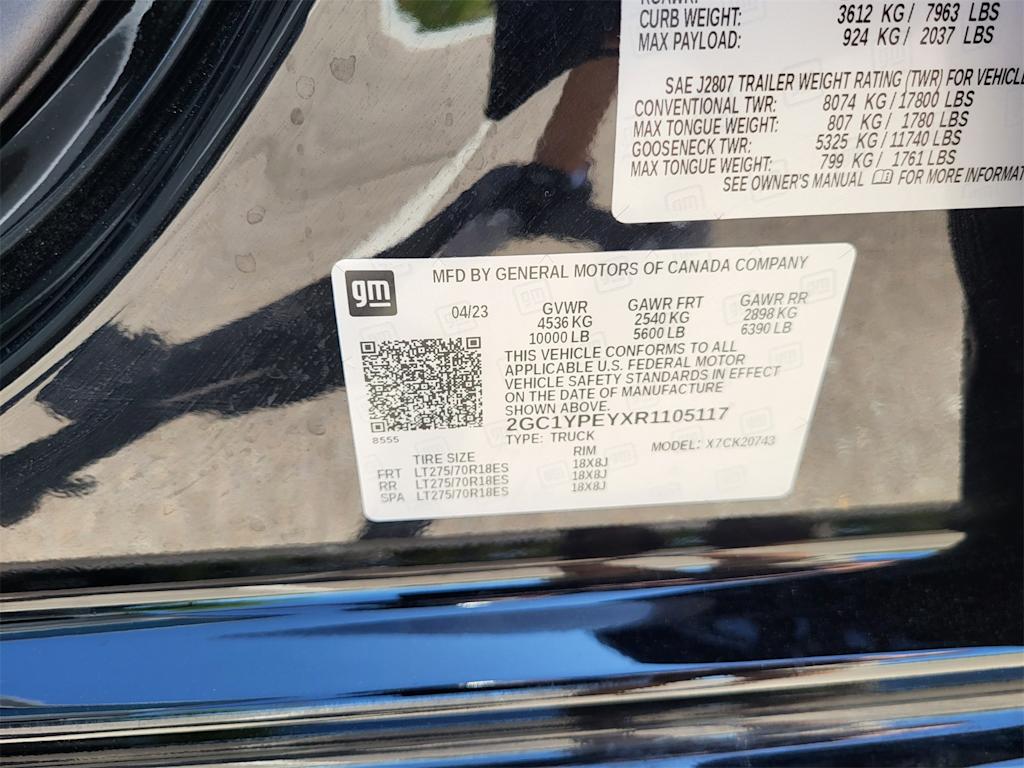 CURB WEIGHT: 3612 KG / 7963 LBS
MAX PAYLOAD: 924 KG / 2037 LBS
SAE J2807 TRAILER WEIGHT RATING (TWR) FOR VEHICLE
CONVENTIONAL TWR: 8074 KG / 17800 LBS
MAX TONGUE WEIGHT: 807 KG / 1780 LBS
GOOSENECK TWR: 5325 KG / 11740 LBS
MAX TONGUE WEIGHT: 799 KG / 1761 LBS
SEE OWNER'S MANUAL FOR MORE INFORMAT
gm
MFD BY GENERAL MOTORS OF CANADA COMPANY
04/23 GVWR GAWR FRT GAWR RR
4536 KG 2540 KG 2898 KG
10000 LB 5600 LB 6390 LB
THIS VEHICLE CONFORMS TO ALL
APPLICABLE U.S. FEDERAL MOTOR
VEHICLE SAFETY STANDARDS IN EFFECT
ON THE DATE OF MANUFACTURE
SHOWN ABOVE.
2GC1YPEYXR1105117
8555
TYPE: TRUCK MODEL: X7CK20743
TIRE SIZE RIM
FRT LT275/70R18ES 18X8J
RR LT275/70R18ES 18X8J
SPA LT275/70R18ES 18X8J